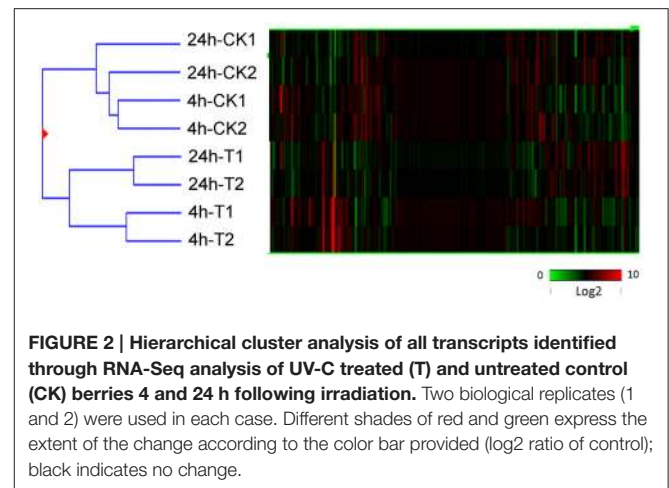 24h-CK1
24h-CK2
4h-CK1
4h-CK2
24h-T1
24h-T2
4h-T1
4h-T2
0 10
Log2
FIGURE 2 | Hierarchical cluster analysis of all transcripts identified
through RNA-Seq analysis of UV-C treated (T) and untreated control
(CK) berries 4 and 24 h following irradiation. Two biological replicates (1
and 2) were used in each case. Different shades of red and green express the
extent of the change according to the color bar provided (log2 ratio of control);
black indicates no change.